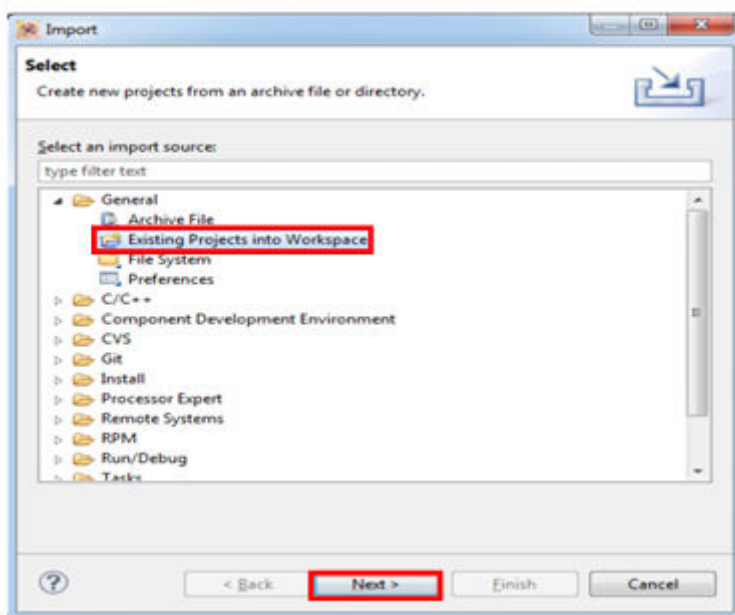 Import
Select
Create new projects from an archive file or directory.
Select an import source:
type filter text
General
Archive File
Existing Projects into Workspace
File System
Preferences
C/C++
Component Development Environment
CVS
Git
Install
Processor Expert
Remote Systems
RPM
Run/Debug
Tasks
? < Back Next > Finish Cancel